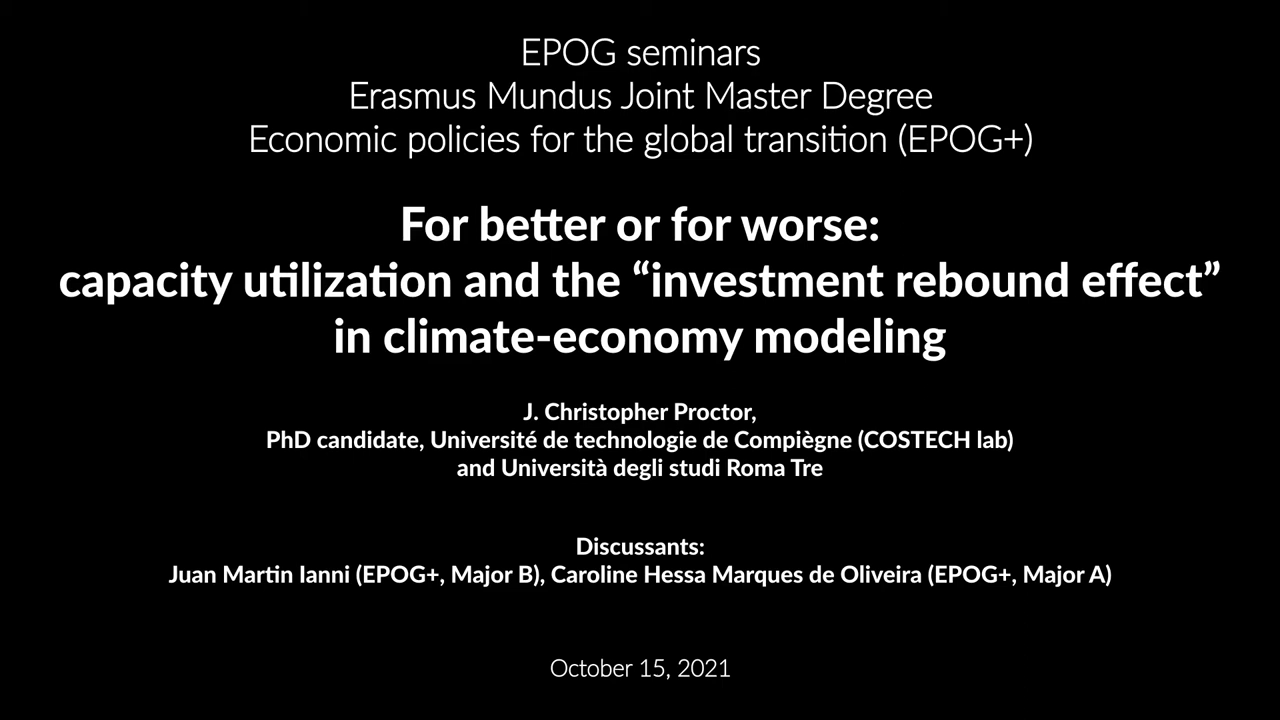 EPOG seminars
Erasmus Mundus Joint Master Degree
Economic policies for the global transition (EPOG+)
For better or for worse:
capacity utilization and the “investment rebound effect”
in climate-economy modeling
J. Christopher Proctor,
PhD candidate, Université de technologie de Compiègne (COSTECH lab)
and Università degli studi Roma Tre
Discussants:
Juan Martin Ianni (EPOG+, Major B), Caroline Hessa Marques de Oliveira (EPOG+, Major A)
October 15, 2021